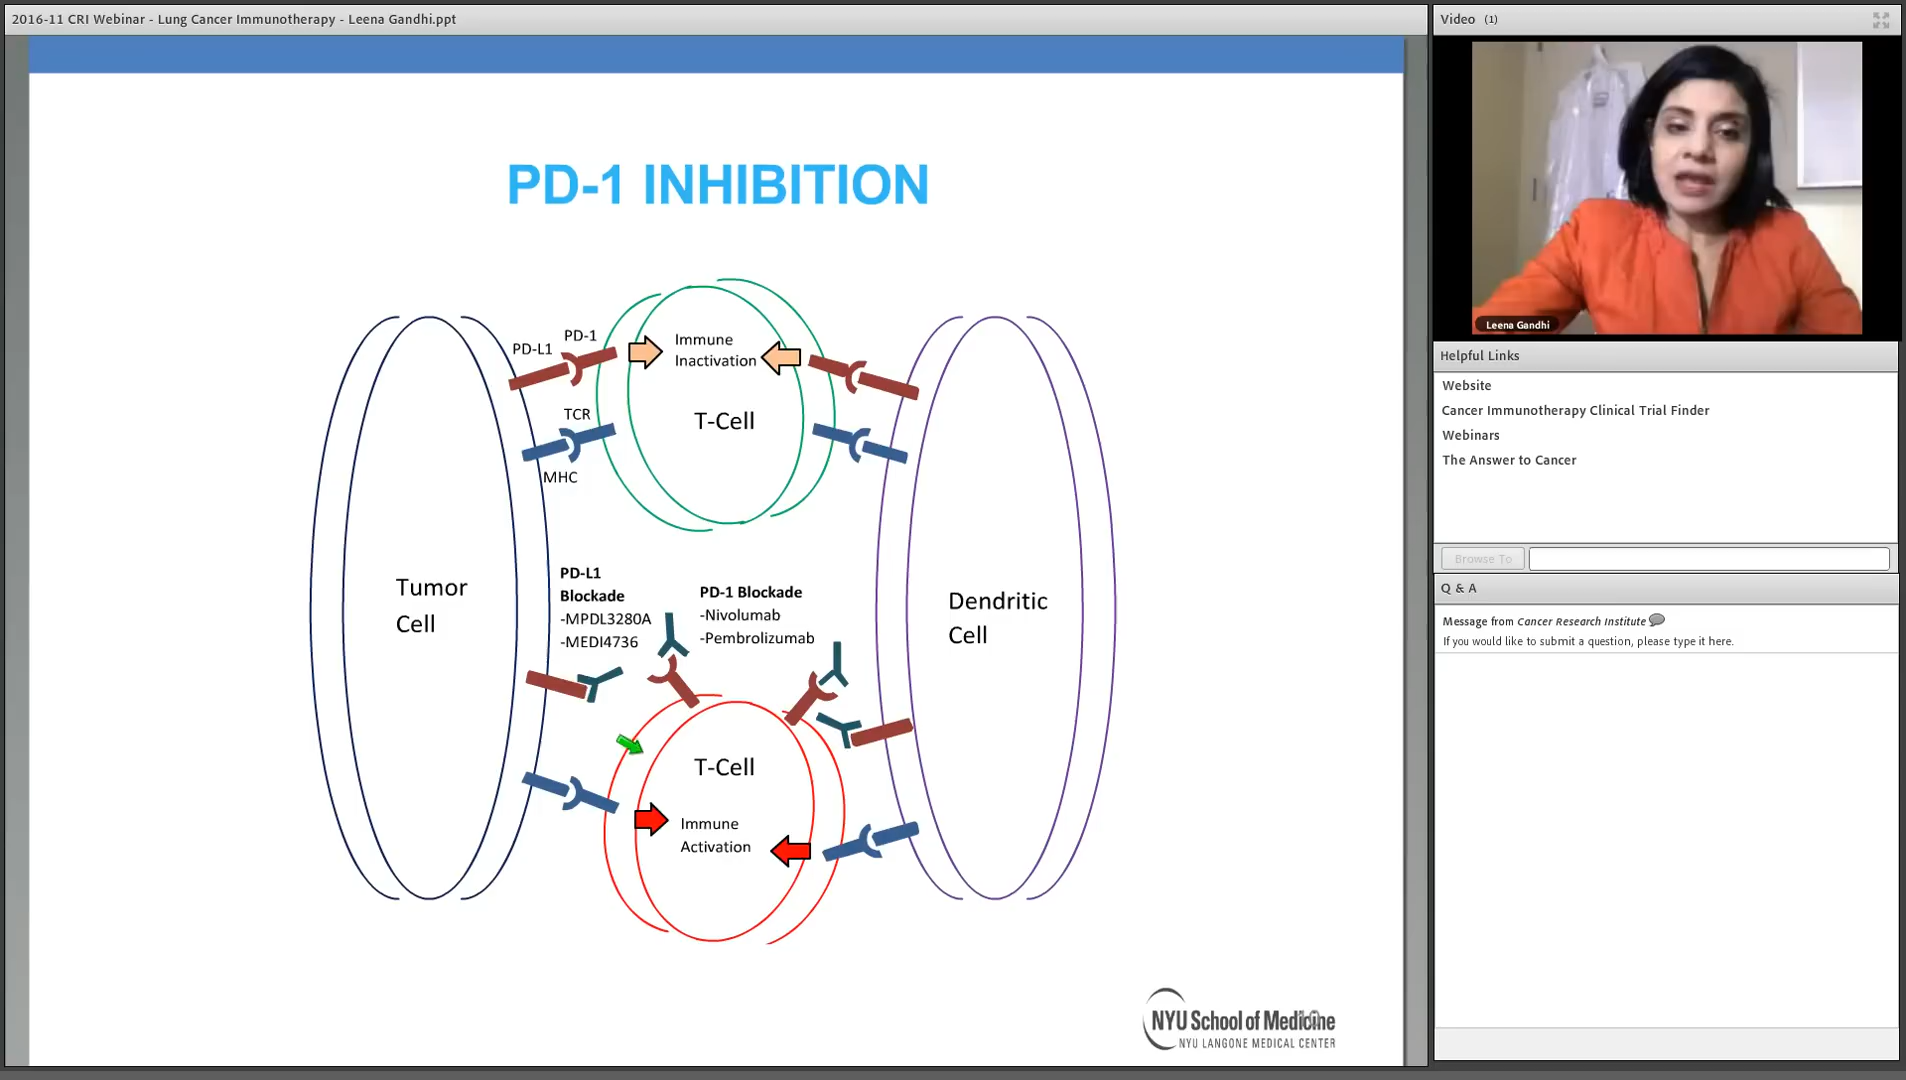 2016-11 CRI Webinar - Lung Cancer Immunotherapy - Leena Gandhi.ppt
PD-1 INHIBITION
PD-L1
PD-1
TCR
MHC
Immune
Inactivation
T-Cell
Tumor
Cell
PD-L1
Blockade
-MPDL3280A
-MEDI4736
PD-1 Blockade
-Nivolumab
-Pembrolizumab
Dendritic
Cell
T-Cell
Immune
Activation
NYU School of Medicine
NYU LANGONE MEDICAL CENTER
Video (1)
Leena Gandhi
Helpful Links
Website
Cancer Immunotherapy Clinical Trial Finder
Webinars
The Answer to Cancer
Browse To
Q & A
Message from Cancer Research Institute
If you would like to submit a question, please type it here.